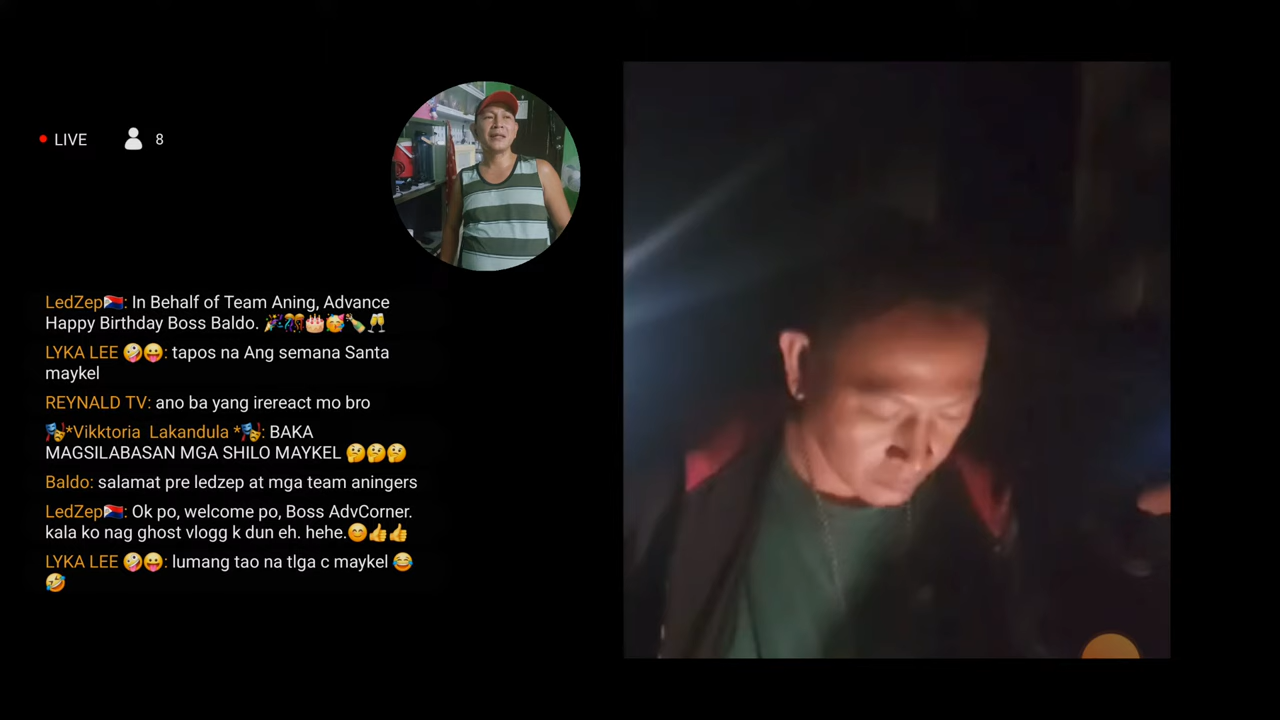 LIVE 8
LedZep🇵🇭: In Behalf of Team Aning, Advance
Happy Birthday Boss Baldo. 🎉🎊🎂🥳🍾🥂
LYKA LEE 🤪😛: tapos na Ang semana Santa
maykel
REYNALD TV: ano ba yang irereact mo bro
🎭*Vikktoria Lakandula *🎭: BAKA
MAGSILABASAN MGA SHILO MAYKEL 🤔🤔🤔
Baldo: salamat pre ledzep at mga team aningers
LedZep🇵🇭: Ok po, welcome po, Boss AdvCorner.
kala ko nag ghost vlogg k dun eh. hehe.😊👍👍
LYKA LEE 🤪😛: lumang tao na tlga c maykel 😂
🤣